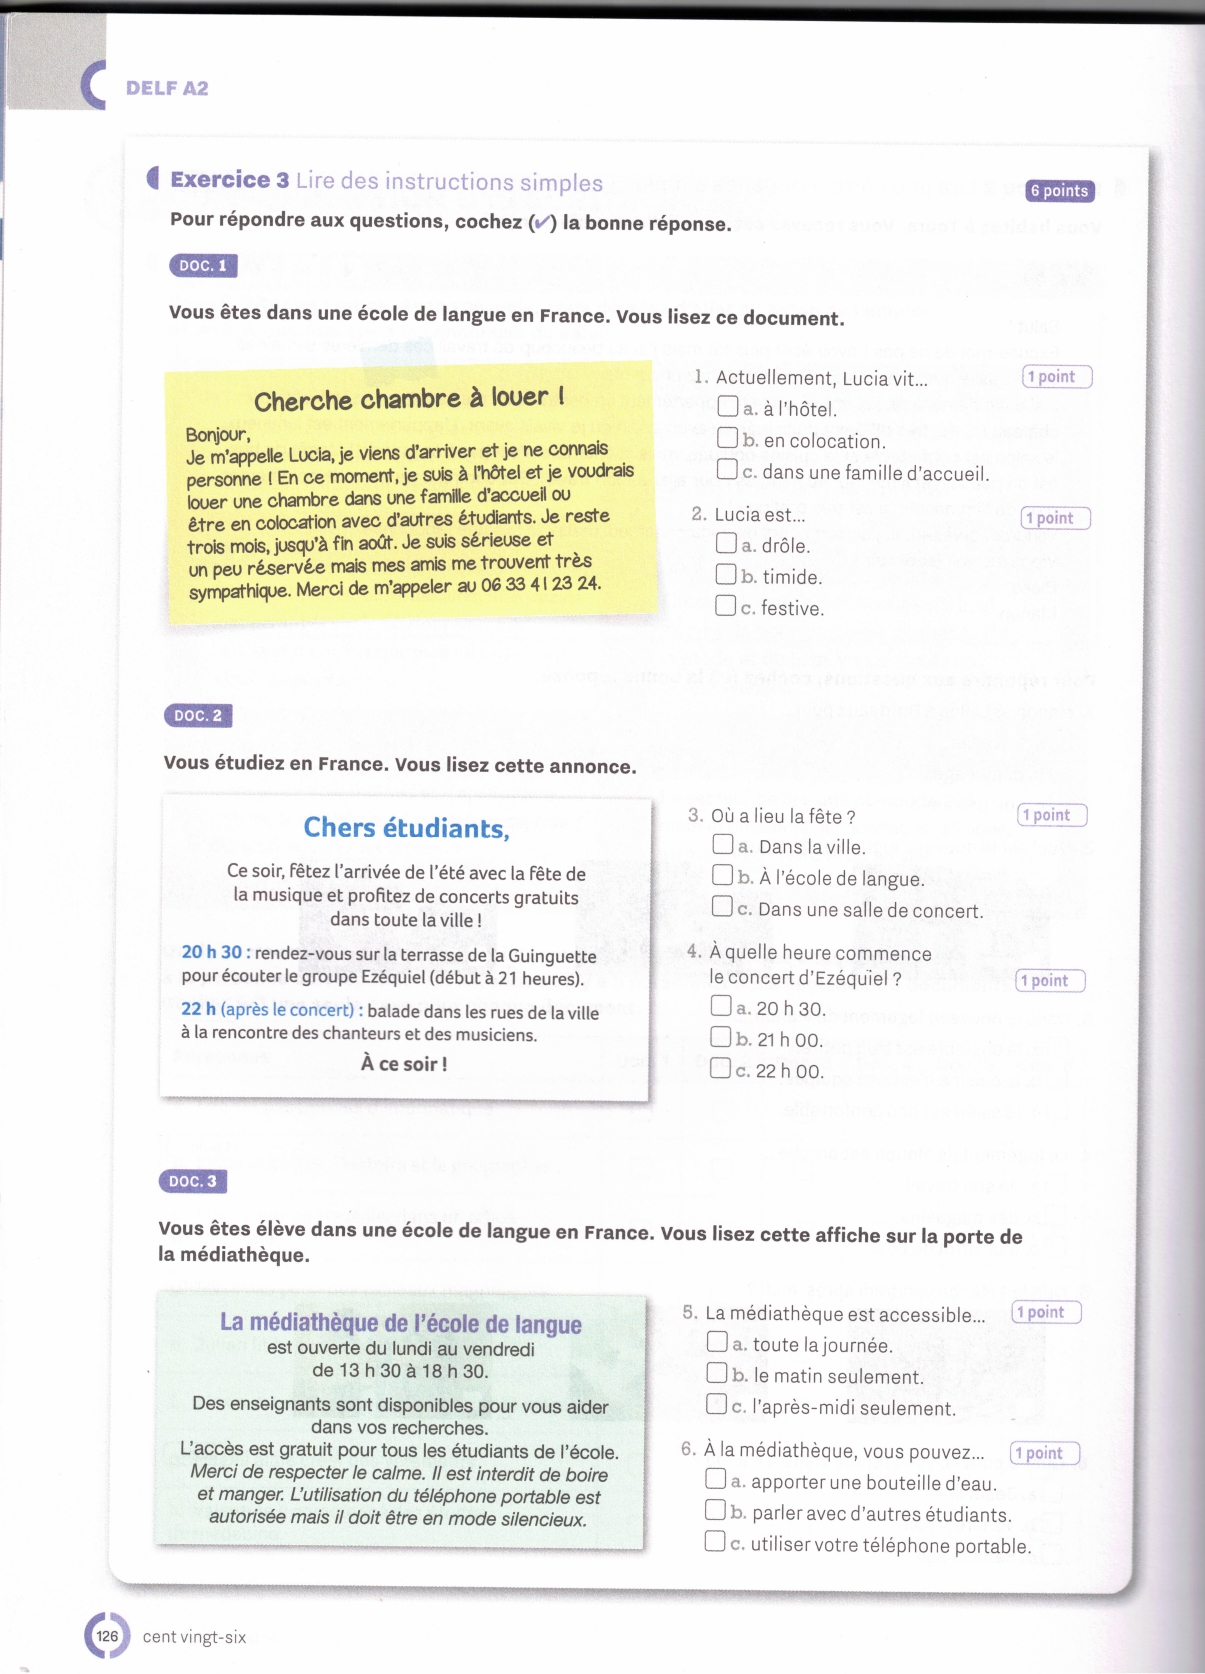 DELF A2
Exercice 3 Lire des instructions simples
6 points
Pour répondre aux questions, cochez (✔) la bonne réponse.
DOC. 1
Vous êtes dans une école de langue en France. Vous lisez ce document.
Cherche chambre à louer !
Bonjour,
Je m'appelle Lucia, je viens d'arriver et je ne connais
personne ! En ce moment, je suis à l'hôtel et je voudrais
louer une chambre dans une famille d'accueil ou
être en colocation avec d'autres étudiants. Je reste
trois mois, jusqu'à fin août. Je suis sérieuse et
un peu réservée mais mes amis me trouvent très
sympathique. Merci de m'appeler au 06 33 41 23 24.
1. Actuellement, Lucia vit...
1 point
a. à l'hôtel.
b. en colocation.
c. dans une famille d'accueil.
2. Lucia est...
1 point
a. drôle.
b. timide.
c. festive.
DOC. 2
Vous étudiez en France. Vous lisez cette annonce.
Chers étudiants,
Ce soir, fêtez l'arrivée de l'été avec la fête de
la musique et profitez de concerts gratuits
dans toute la ville !
20 h 30 : rendez-vous sur la terrasse de la Guinguette
pour écouter le groupe Ezéquiel (début à 21 heures).
22 h (après le concert) : balade dans les rues de la ville
à la rencontre des chanteurs et des musiciens.
À ce soir !
3. Où a lieu la fête ?
1 point
a. Dans la ville.
b. À l'école de langue.
c. Dans une salle de concert.
4. À quelle heure commence
le concert d'Ezéquiel ?
1 point
a. 20 h 30.
b. 21 h 00.
c. 22 h 00.
DOC. 3
Vous êtes élève dans une école de langue en France. Vous lisez cette affiche sur la porte de
la médiathèque.
La médiathèque de l'école de langue
est ouverte du lundi au vendredi
de 13 h 30 à 18 h 30.
Des enseignants sont disponibles pour vous aider
dans vos recherches.
L'accès est gratuit pour tous les étudiants de l'école.
Merci de respecter le calme. Il est interdit de boire
et manger. L'utilisation du téléphone portable est
autorisée mais il doit être en mode silencieux.
5. La médiathèque est accessible...
1 point
a. toute la journée.
b. le matin seulement.
c. l'après-midi seulement.
6. À la médiathèque, vous pouvez...
1 point
a. apporter une bouteille d'eau.
b. parler avec d'autres étudiants.
c. utiliser votre téléphone portable.
126 cent vingt-six